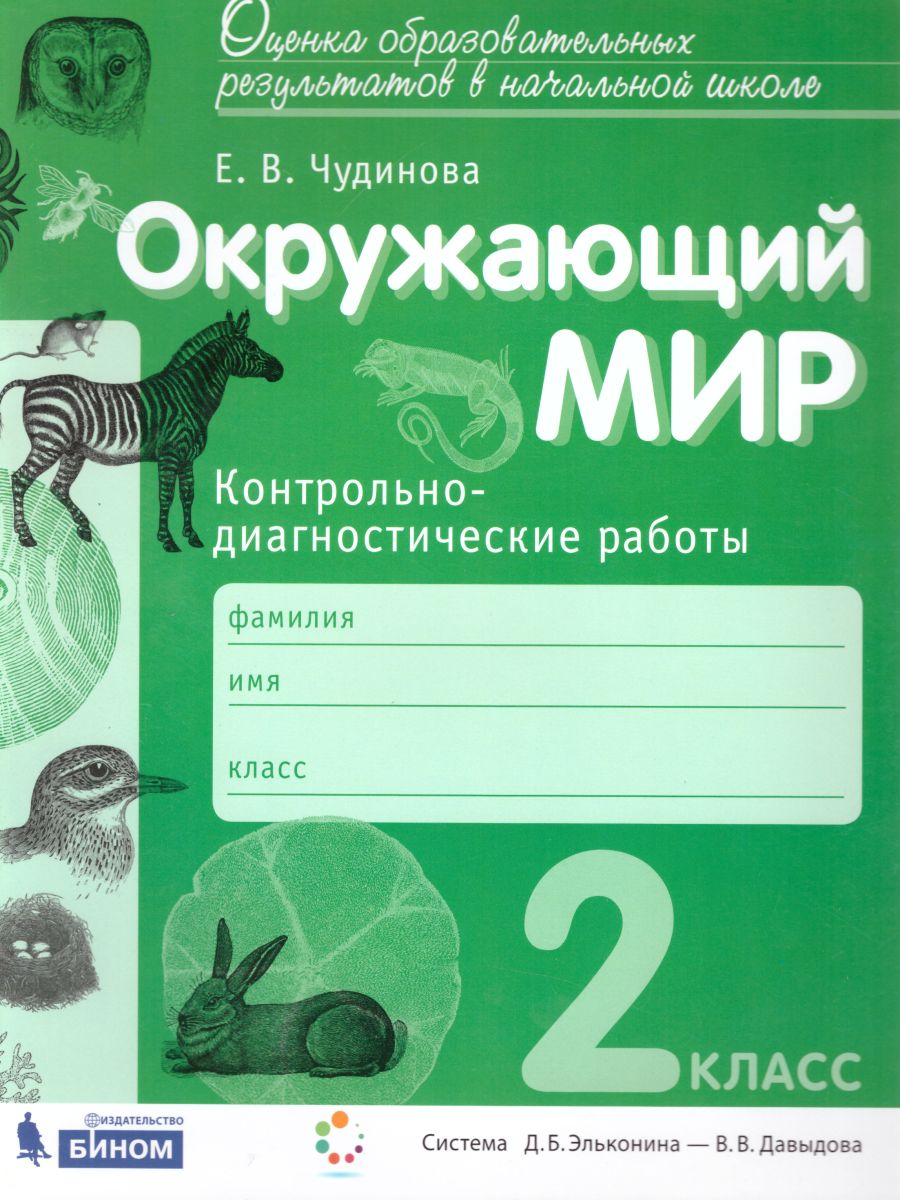 Оценка образовательных
результатов в начальной школе
Е. В. Чудинова
Окружающий
МИР
Контрольно-
диагностические работы
фамилия
имя
класс
2 КЛАСС
ИЗДАТЕЛЬСТВО
БИНОМ
Система Д. Б. Эльконина — В. В. Давыдова